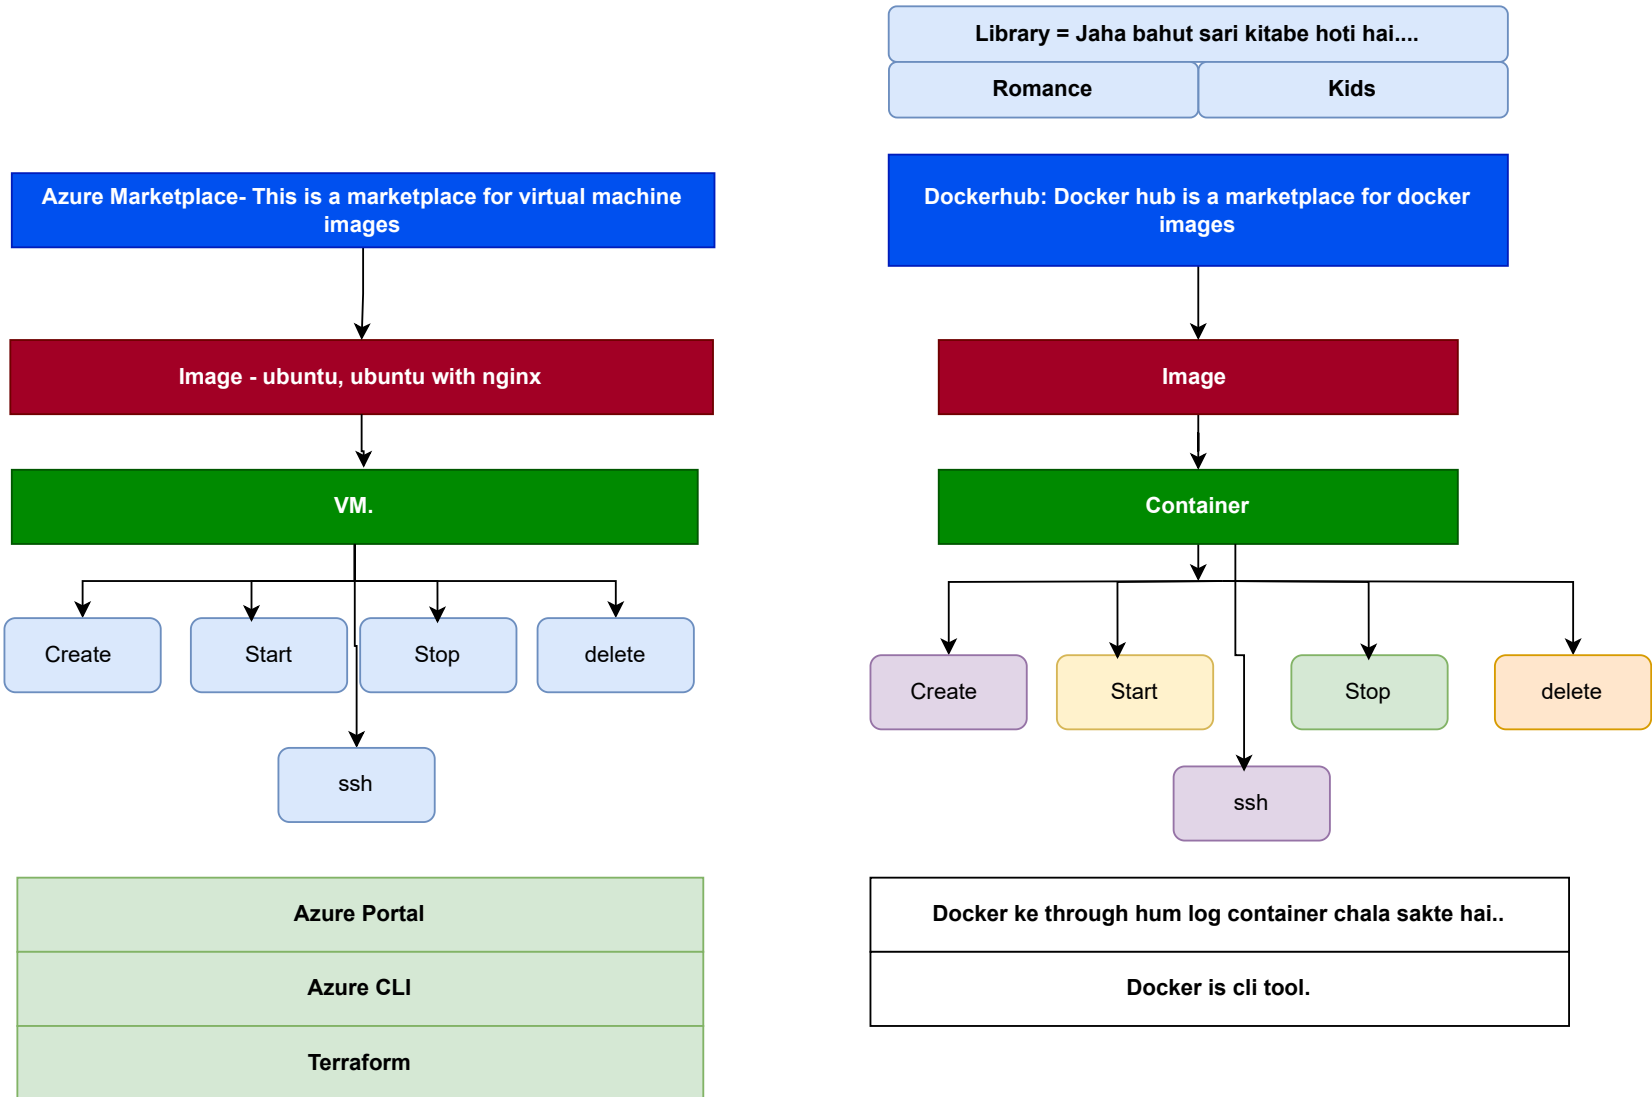 Library = Jaha bahut sari kitabe hoti hai....
Romance
Kids
Azure Marketplace- This is a marketplace for virtual machine
images
Dockerhub: Docker hub is a marketplace for docker
images
Image - ubuntu, ubuntu with nginx
Image
VM.
Container
Create
Start
Stop
delete
ssh
Create
Start
Stop
delete
ssh
Azure Portal
Azure CLI
Terraform
Docker ke through hum log container chala sakte hai..
Docker is cli tool.